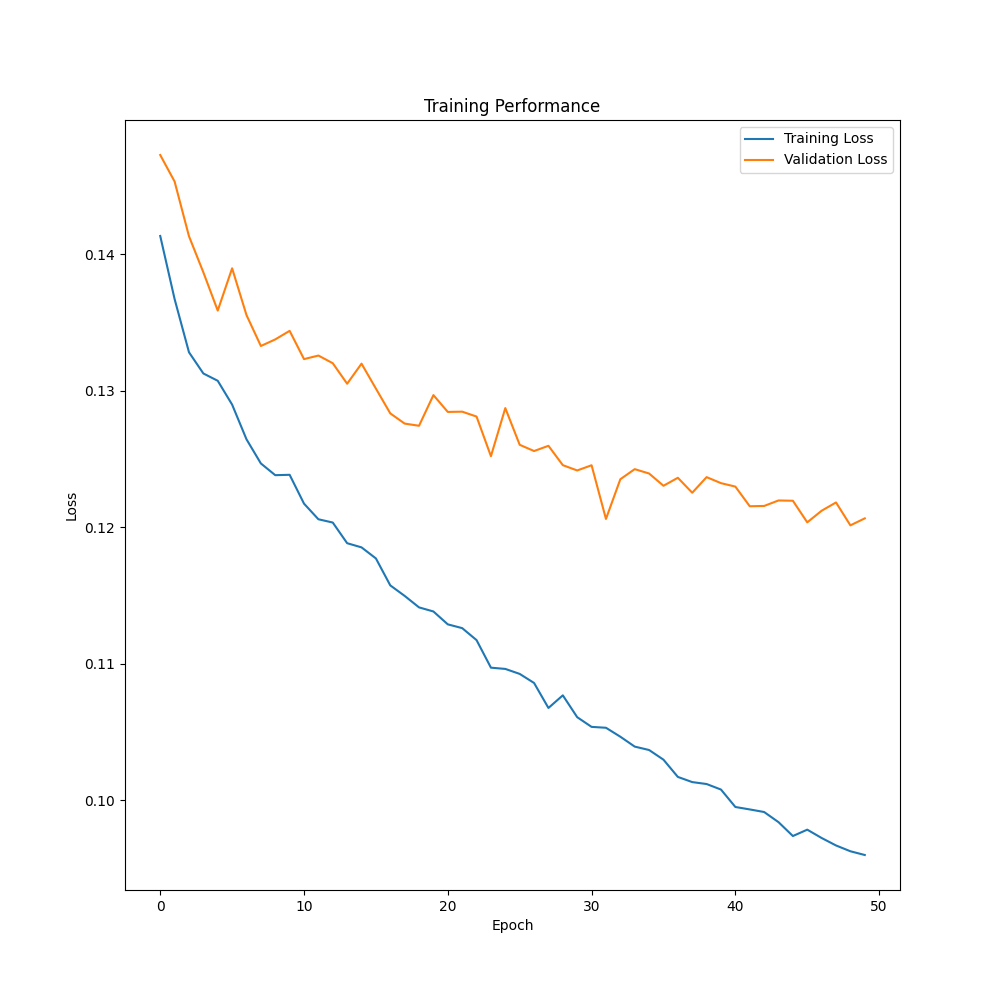 Training Performance
Training Loss
Validation Loss
0.14
0.13
0.12
0.11
0.10
Loss
0 10 20 30 40 50
Epoch